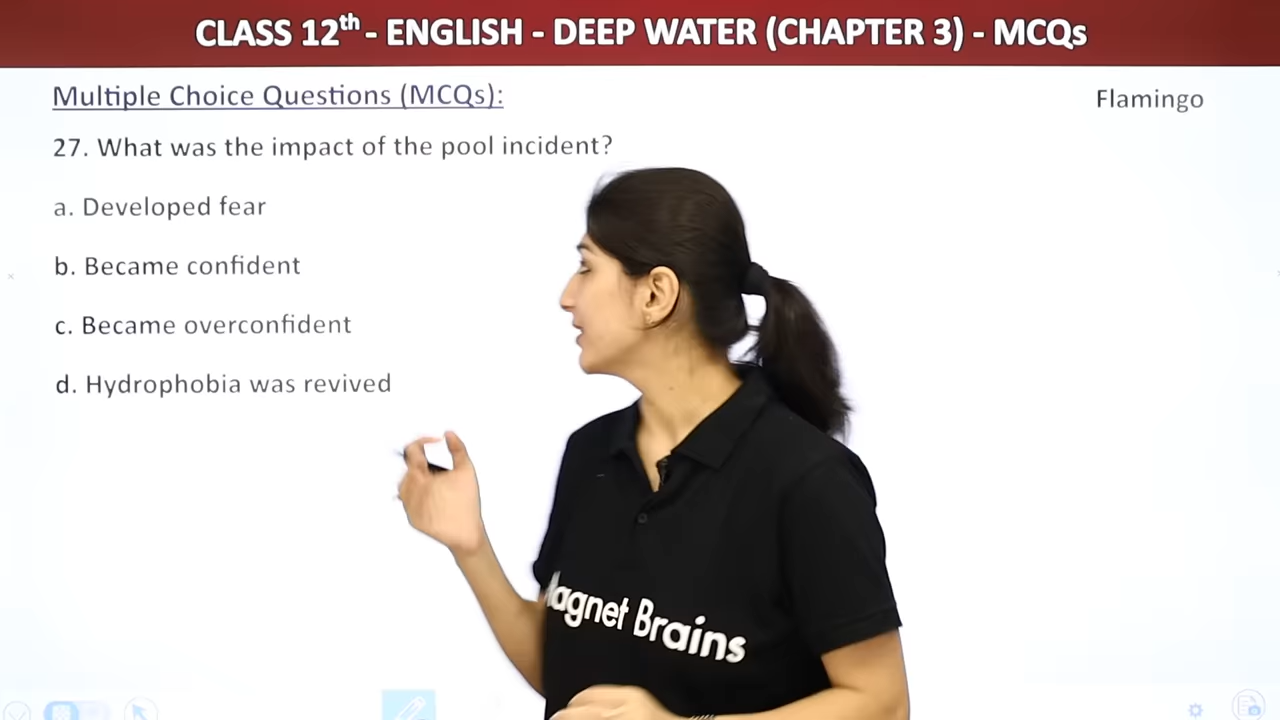 CLASS 12th - ENGLISH - DEEP WATER (CHAPTER 3) - MCQs
Multiple Choice Questions (MCQs):
Flamingo
27. What was the impact of the pool incident?
a. Developed fear
b. Became confident
c. Became overconfident
d. Hydrophobia was revived
Magnet Brains